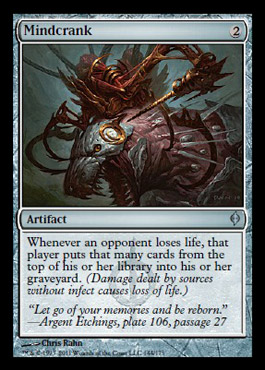 Mindcrank 2
Artifact
Whenever an opponent loses life, that
player puts that many cards from the
top of his or her library into his or her
graveyard. (Damage dealt by sources
without infect causes loss of life.)
“Let go of your memories and be reborn.”
—Argent Etchings, plate 106, passage 27
Chris Rahn